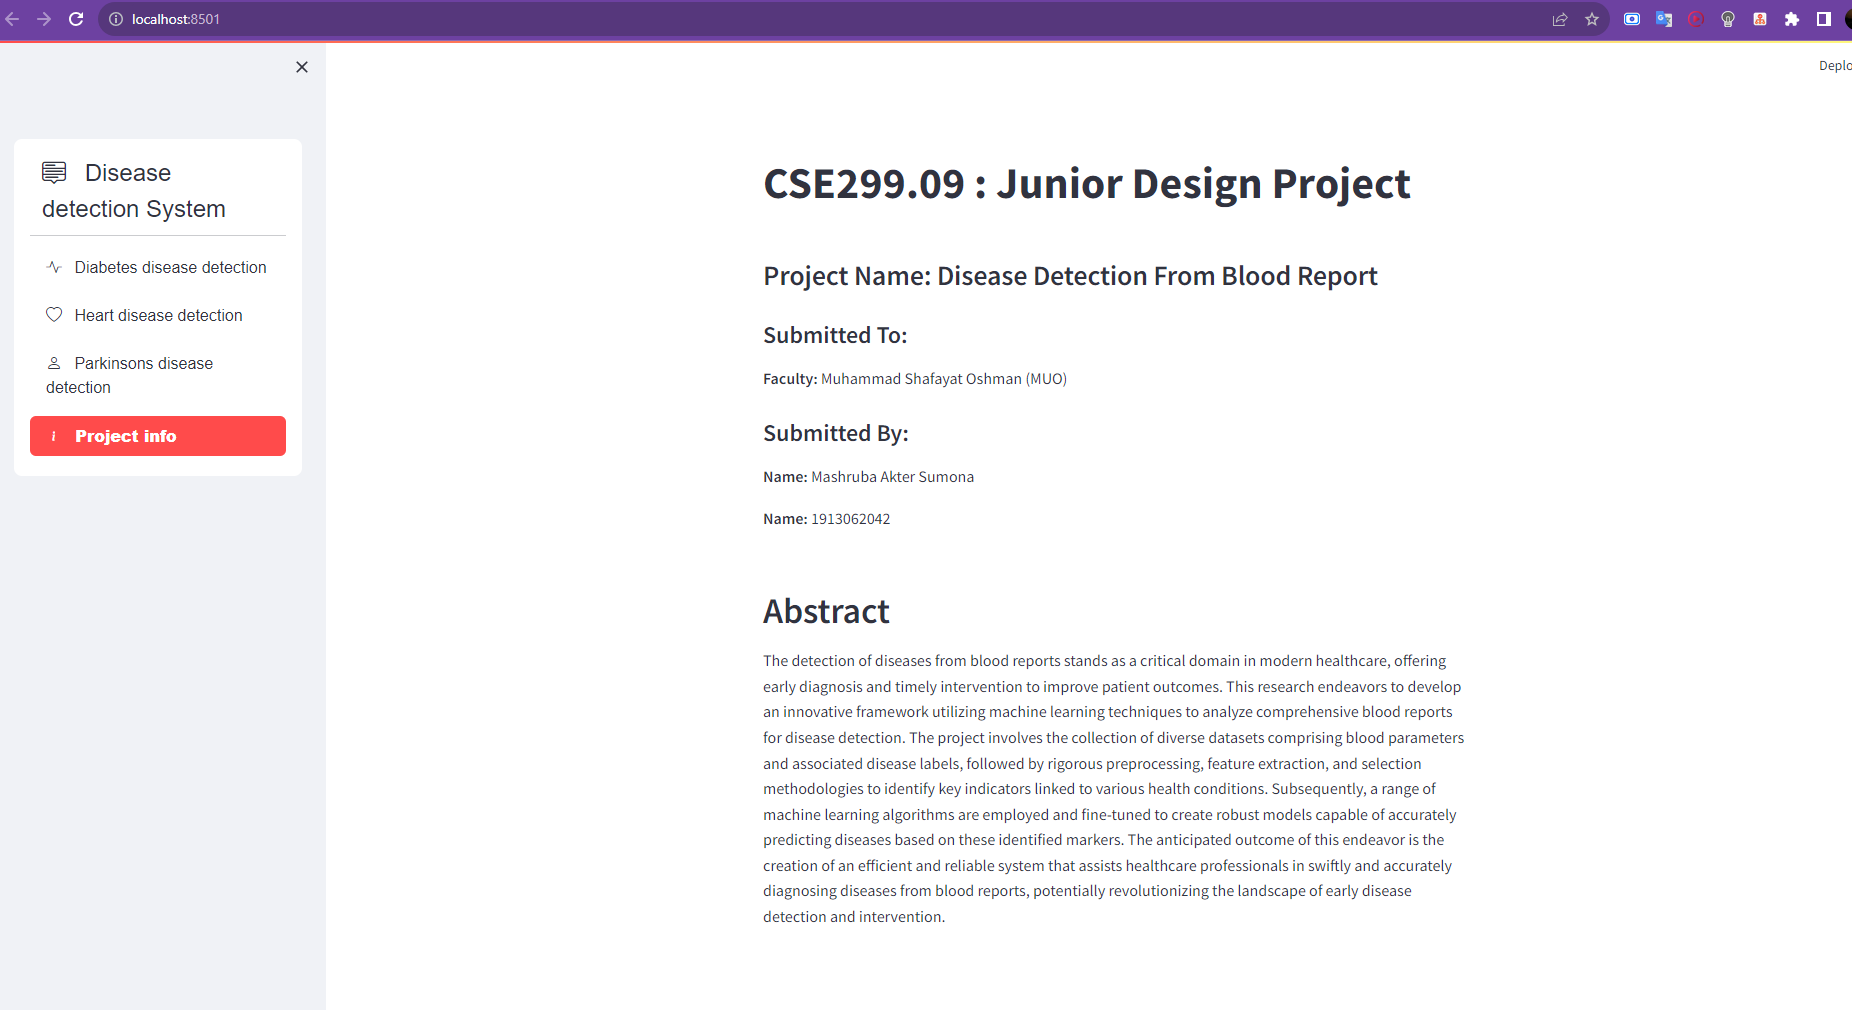 localhost:8501
Deplo
Disease
detection System
Diabetes disease detection
Heart disease detection
Parkinsons disease
detection
Project info
CSE299.09 : Junior Design Project
Project Name: Disease Detection From Blood Report
Submitted To:
Faculty: Muhammad Shafayat Oshman (MUO)
Submitted By:
Name: Mashruba Akter Sumona
Name: 1913062042
Abstract
The detection of diseases from blood reports stands as a critical domain in modern healthcare, offering
early diagnosis and timely intervention to improve patient outcomes. This research endeavors to develop
an innovative framework utilizing machine learning techniques to analyze comprehensive blood reports
for disease detection. The project involves the collection of diverse datasets comprising blood parameters
and associated disease labels, followed by rigorous preprocessing, feature extraction, and selection
methodologies to identify key indicators linked to various health conditions. Subsequently, a range of
machine learning algorithms are employed and fine-tuned to create robust models capable of accurately
predicting diseases based on these identified markers. The anticipated outcome of this endeavor is the
creation of an efficient and reliable system that assists healthcare professionals in swiftly and accurately
diagnosing diseases from blood reports, potentially revolutionizing the landscape of early disease
detection and intervention.